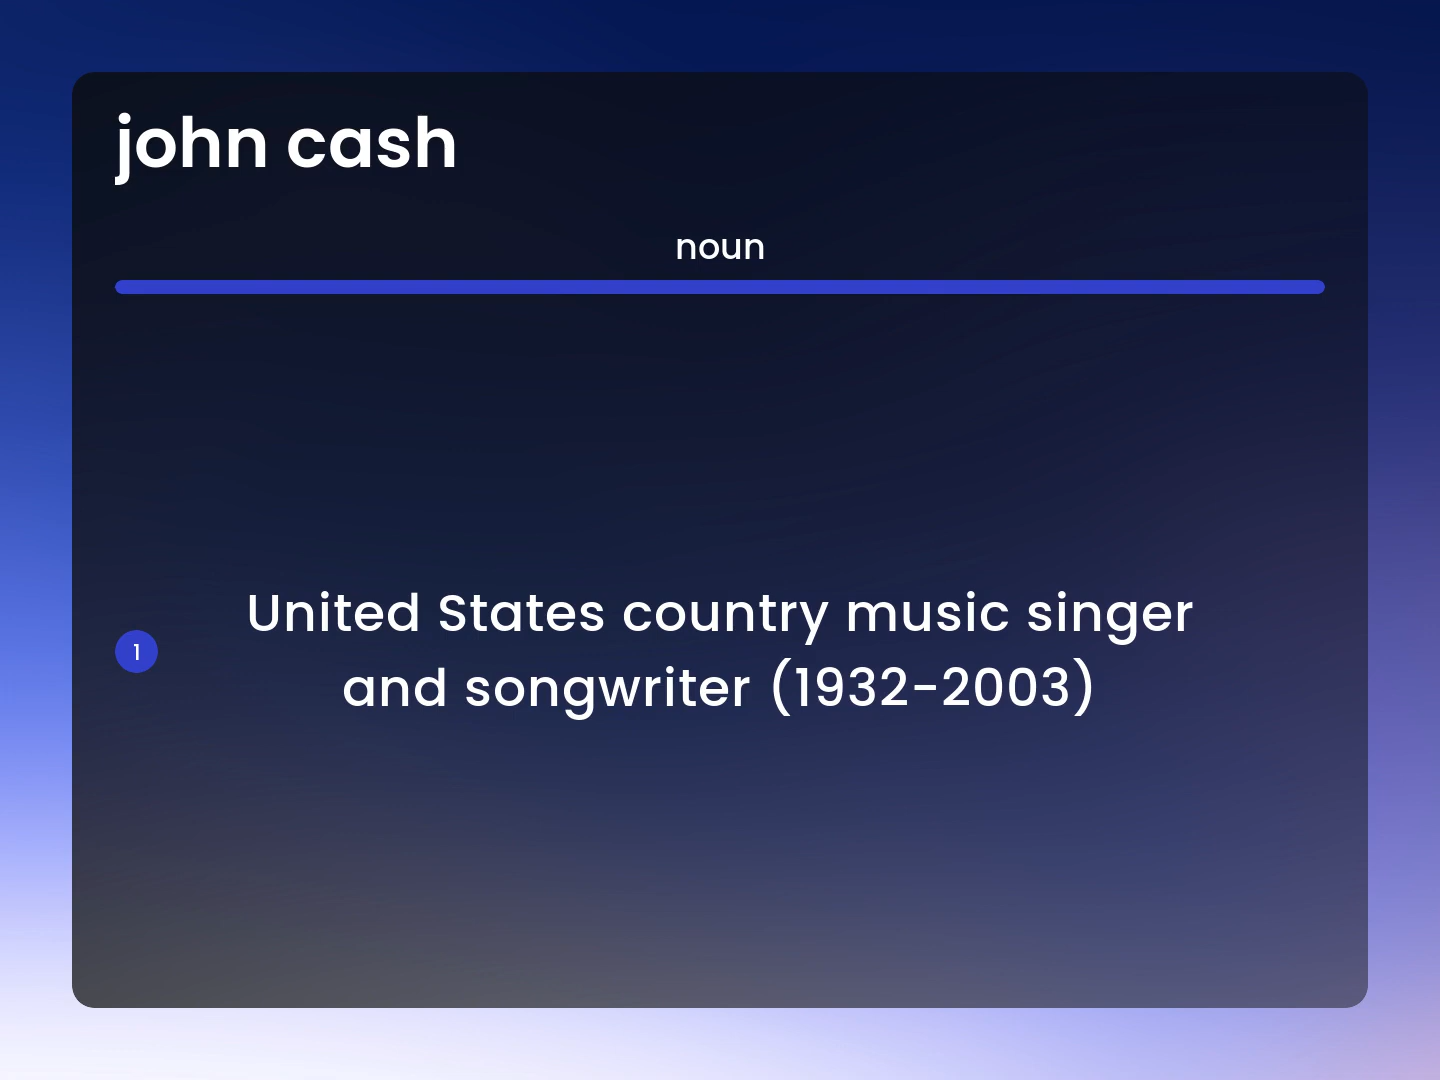 john cash
noun
1
United States country music singer
and songwriter (1932-2003)